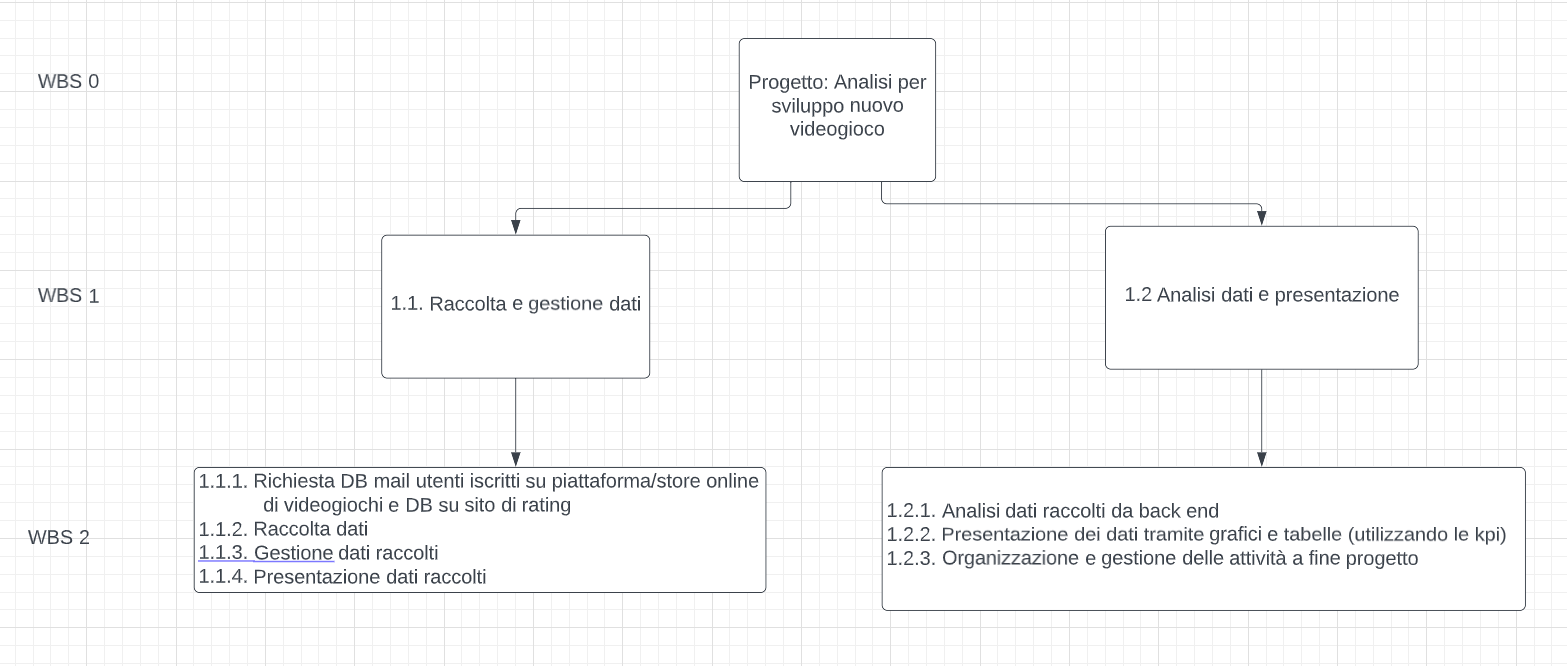 WBS 0
Progetto: Analisi per
sviluppo nuovo
videogioco
WBS 1
1.1. Raccolta e gestione dati
1.2 Analisi dati e presentazione
WBS 2
1.1.1. Richiesta DB mail utenti iscritti su piattaforma/store online
di videogiochi e DB su sito di rating
1.1.2. Raccolta dati
1.1.3. Gestione dati raccolti
1.1.4. Presentazione dati raccolti
1.2.1. Analisi dati raccolti da back end
1.2.2. Presentazione dei dati tramite grafici e tabelle (utilizzando le kpi)
1.2.3. Organizzazione e gestione delle attività a fine progetto